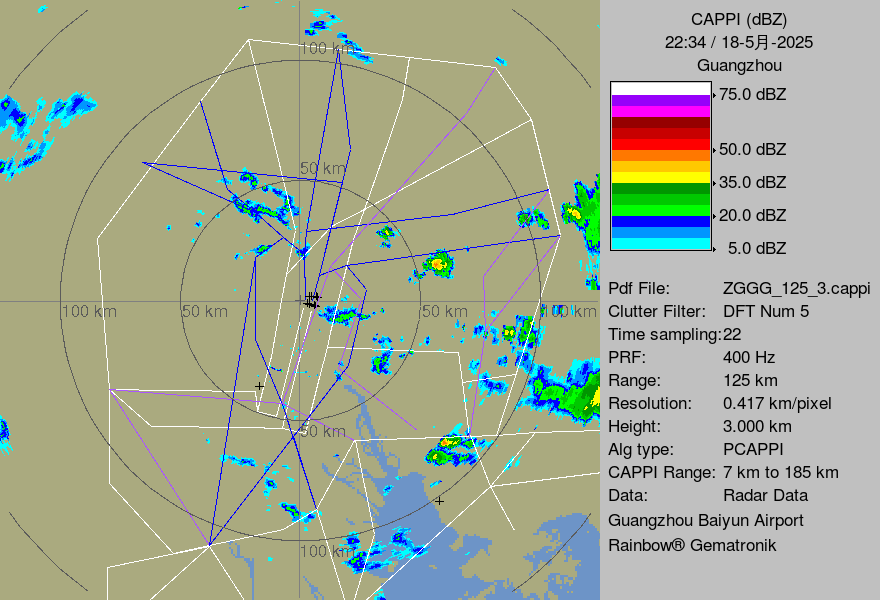 CAPPI (dBZ)
22:34 / 18-5月-2025
Guangzhou
75.0 dBZ
50.0 dBZ
35.0 dBZ
20.0 dBZ
5.0 dBZ
Pdf File: ZGGG_125_3.cappi
Clutter Filter: DFT Num 5
Time sampling:22
PRF: 400 Hz
Range: 125 km
Resolution: 0.417 km/pixel
Height: 3.000 km
Alg type: PCAPPI
CAPPI Range: 7 km to 185 km
Data: Radar Data
Guangzhou Baiyun Airport
Rainbow® Gematronik
100 km
50 km
100 km
50 km
50 km
100 km
50 km
100 km